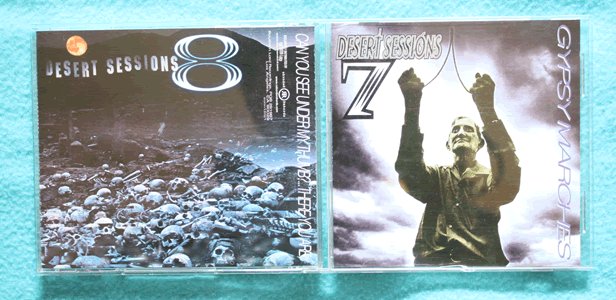 DESERT SESSIONS
8
CAN YOU SEE UNDER MY THUMB? THERE YOU ARE.
DESERT SESSIONS
7
GYPSY MARCHES